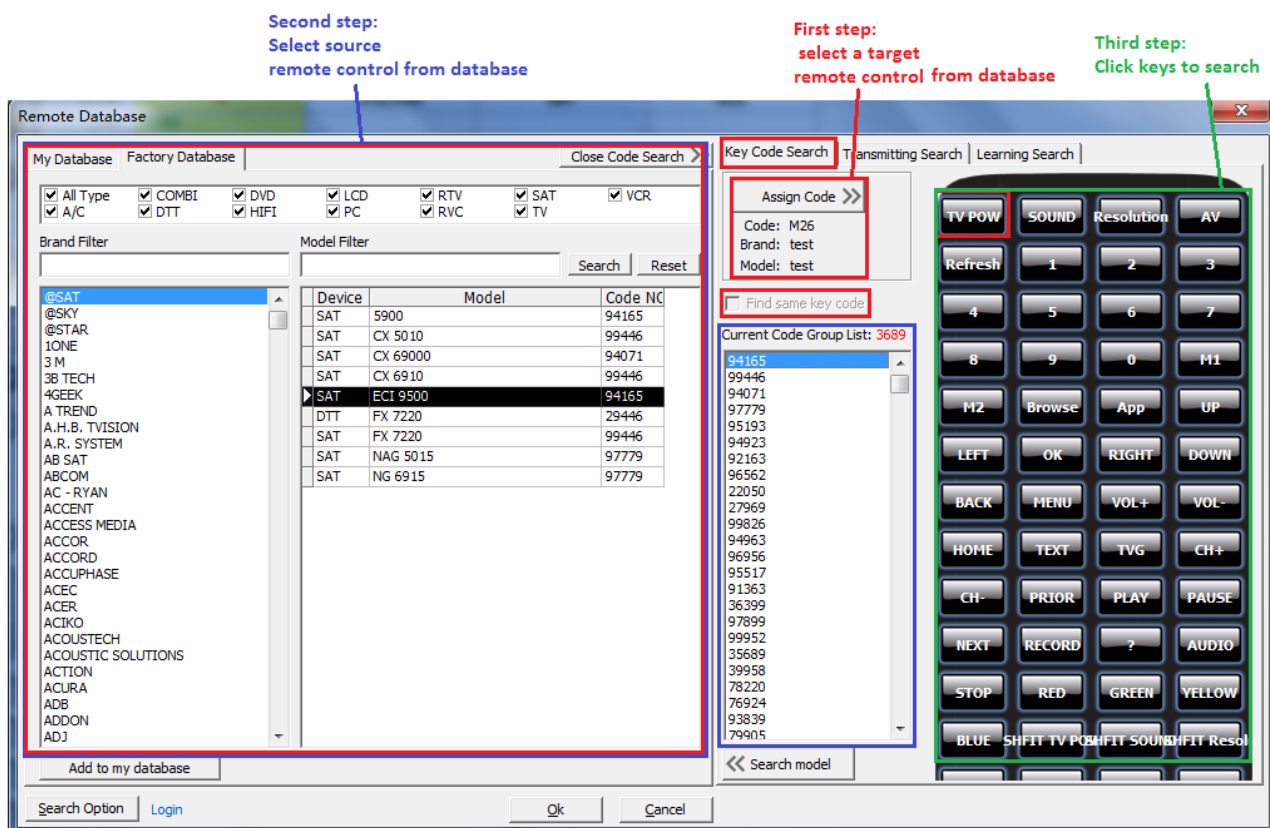 Second step:
Select source
remote control from database
First step:
select a target
remote control from database
Third step:
Click keys to search
Remote Database
X
My Database Factory Database
Close Code Search
All Type COMBI DVD LCD RTV SAT VCR
A/C DTT HIFI PC RVC TV
Brand Filter Model Filter
Search Reset
@SAT
@SKY
@STAR
1ONE
3 M
3B TECH
4GEEK
A TREND
A.H.B. TVISION
A.R. SYSTEM
AB SAT
ABCOM
AC - RYAN
ACCENT
ACCESS MEDIA
ACCOR
ACCORD
ACCUPHASE
ACEC
ACER
ACIKO
ACOUSTECH
ACOUSTIC SOLUTIONS
ACTION
ACURA
ADB
ADDON
ADJ
Device Model Code NO
SAT 5900 94165
SAT CX 5010 99446
SAT CX 69000 94071
SAT CX 6910 99446
SAT ECI 9500 94165
DTT FX 7220 29446
SAT FX 7220 99446
SAT NAG 5015 97779
SAT NG 6915 97779
Add to my database
Search Option Login
Ok Cancel
Key Code Search Transmitting Search Learning Search
Assign Code
Code: M26
Brand: test
Model: test
Find same key code
Current Code Group List: 3689
94165
99446
94071
97779
95193
94923
92163
96562
22050
27969
99826
94963
96956
95517
91363
36399
97899
99952
35689
39958
78220
76924
93839
79905
Search model
TV POW SOUND Resolution AV
Refresh 1 2 3
4 5 6 7
8 9 0 M1
M2 Browse App UP
LEFT OK RIGHT DOWN
BACK MENU VOL+ VOL-
HOME TEXT TVG CH+
CH- PRIOR PLAY PAUSE
NEXT RECORD ? AUDIO
STOP RED GREEN YELLOW
BLUE SHFIT TV POW SHFIT SOUND SHFIT Resol